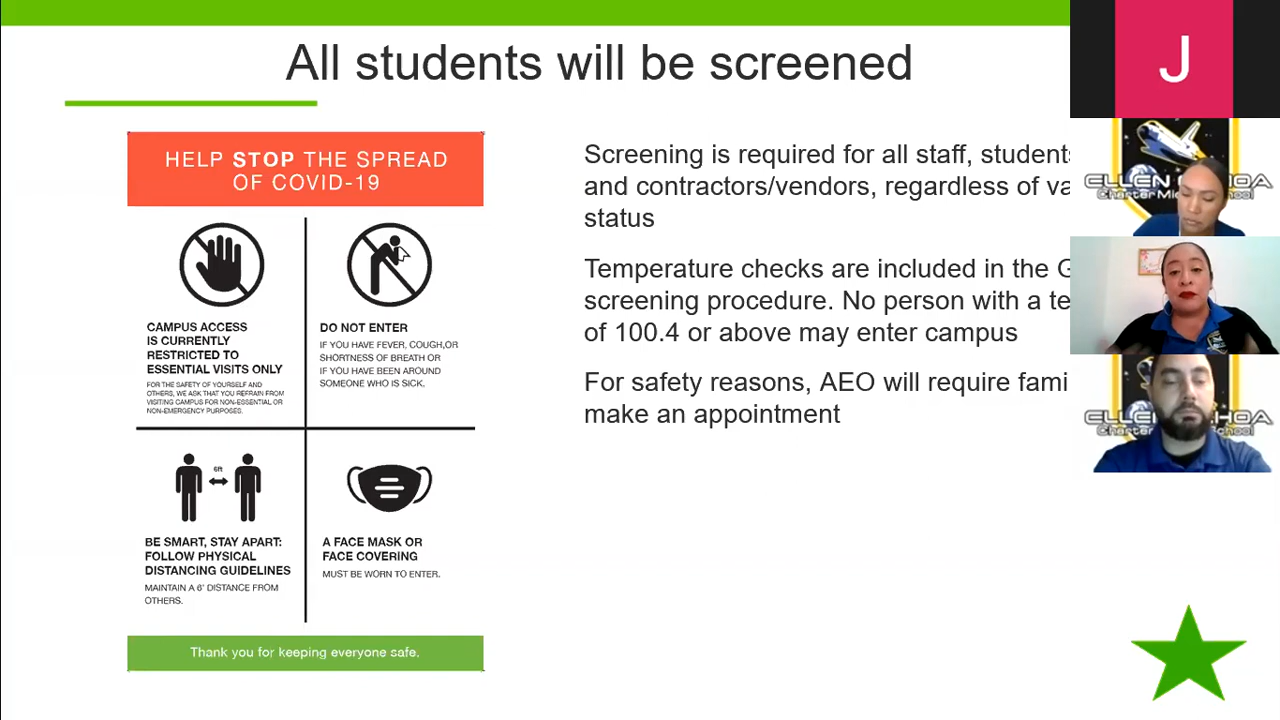 All students will be screened
HELP STOP THE SPREAD
OF COVID-19
CAMPUS ACCESS
IS CURRENTLY
RESTRICTED TO
ESSENTIAL VISITS ONLY
FOR THE SAFETY OF YOURSELF AND
OTHERS, WE ASK THAT YOU REFRAIN FROM
VISITING CAMPUS FOR NON-ESSENTIAL OR
NON-EMERGENCY PURPOSES.
DO NOT ENTER
IF YOU HAVE FEVER, COUGH,OR
SHORTNESS OF BREATH OR
IF YOU HAVE BEEN AROUND
SOMEONE WHO IS SICK.
6ft
BE SMART, STAY APART:
FOLLOW PHYSICAL
DISTANCING GUIDELINES
MAINTAIN A 6' DISTANCE FROM
OTHERS.
A FACE MASK OR
FACE COVERING
MUST BE WORN TO ENTER.
Thank you for keeping everyone safe.
Screening is required for all staff, students
and contractors/vendors, regardless of va
status
Temperature checks are included in the G
screening procedure. No person with a te
of 100.4 or above may enter campus
For safety reasons, AEO will require fami
make an appointment
J
ELLEN
Charter
ELLEN
Charter